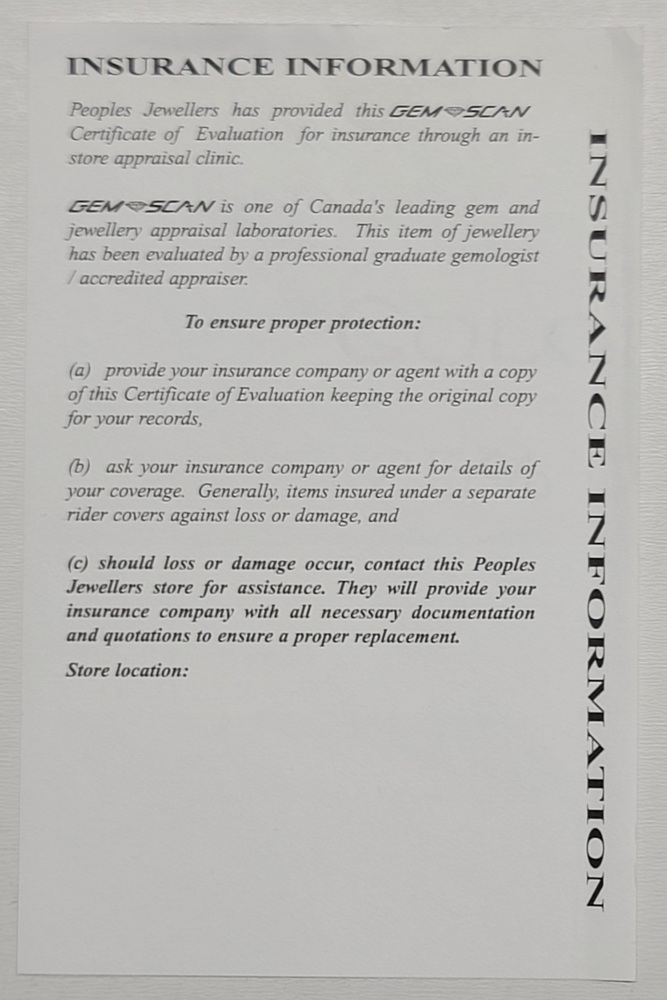 INSURANCE INFORMATION
Peoples Jewellers has provided this GEM SCAN
Certificate of Evaluation for insurance through an in-
store appraisal clinic.
GEM SCAN is one of Canada's leading gem and
jewellery appraisal laboratories. This item of jewellery
has been evaluated by a professional graduate gemologist
/ accredited appraiser.
To ensure proper protection:
(a) provide your insurance company or agent with a copy
of this Certificate of Evaluation keeping the original copy
for your records,
(b) ask your insurance company or agent for details of
your coverage. Generally, items insured under a separate
rider covers against loss or damage, and
(c) should loss or damage occur, contact this Peoples
Jewellers store for assistance. They will provide your
insurance company with all necessary documentation
and quotations to ensure a proper replacement.
Store location:
INSURANCE INFORMATION